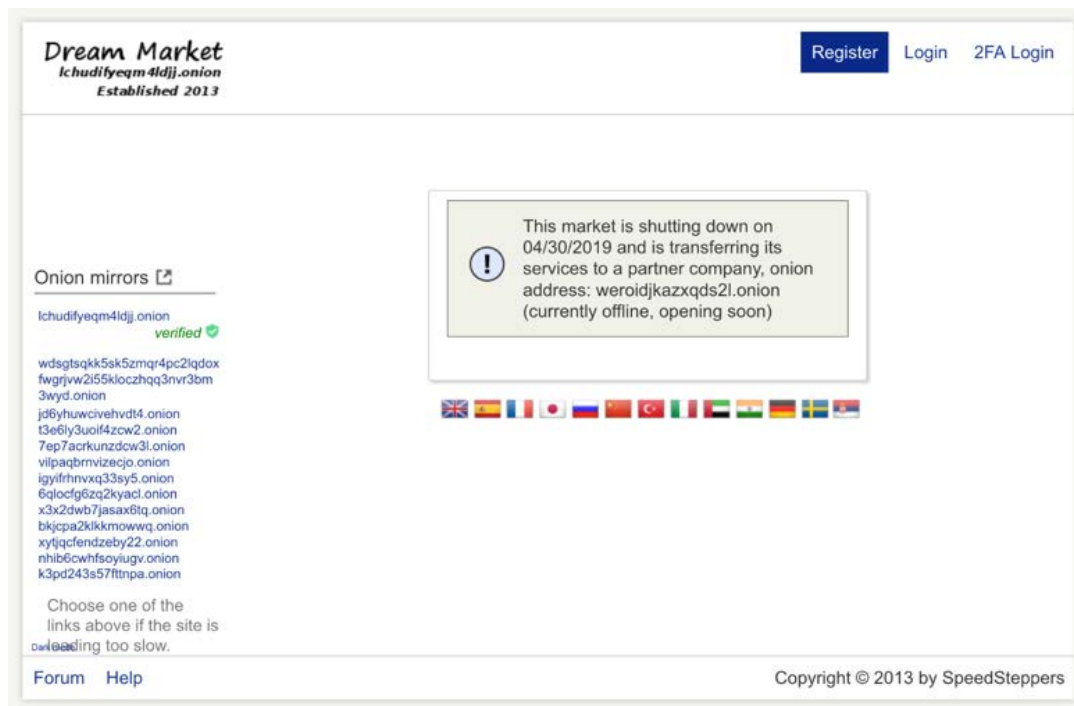 Dream Market
lchudifyeqm4ldjj.onion
Established 2013
Register Login 2FA Login
This market is shutting down on
04/30/2019 and is transferring its
services to a partner company, onion
address: weroidjkazxqds2l.onion
(currently offline, opening soon)
Onion mirrors
lchudifyeqm4ldjj.onion
verified
wdsgtsqkk5sk5zmqr4pc2lqdox
fwgrjvw2i55kloczhqq3nvr3bm
3wyd.onion
jd6yhuwcivehvdt4.onion
t3e6ly3uoif4zcw2.onion
7ep7acrkunzdcw3l.onion
vilpaqbrnvizecjo.onion
igyifrhnvxq33sy5.onion
6qlocfg6zq2kyacl.onion
x3x2dwb7jasax6tq.onion
bkjcpa2klkkmowwq.onion
xytjqcfendzeby22.onion
nhib6cwhfsoyiugv.onion
k3pd243s57fttnpa.onion
Choose one of the
links above if the site is
loading too slow.
Forum Help
Copyright © 2013 by SpeedSteppers